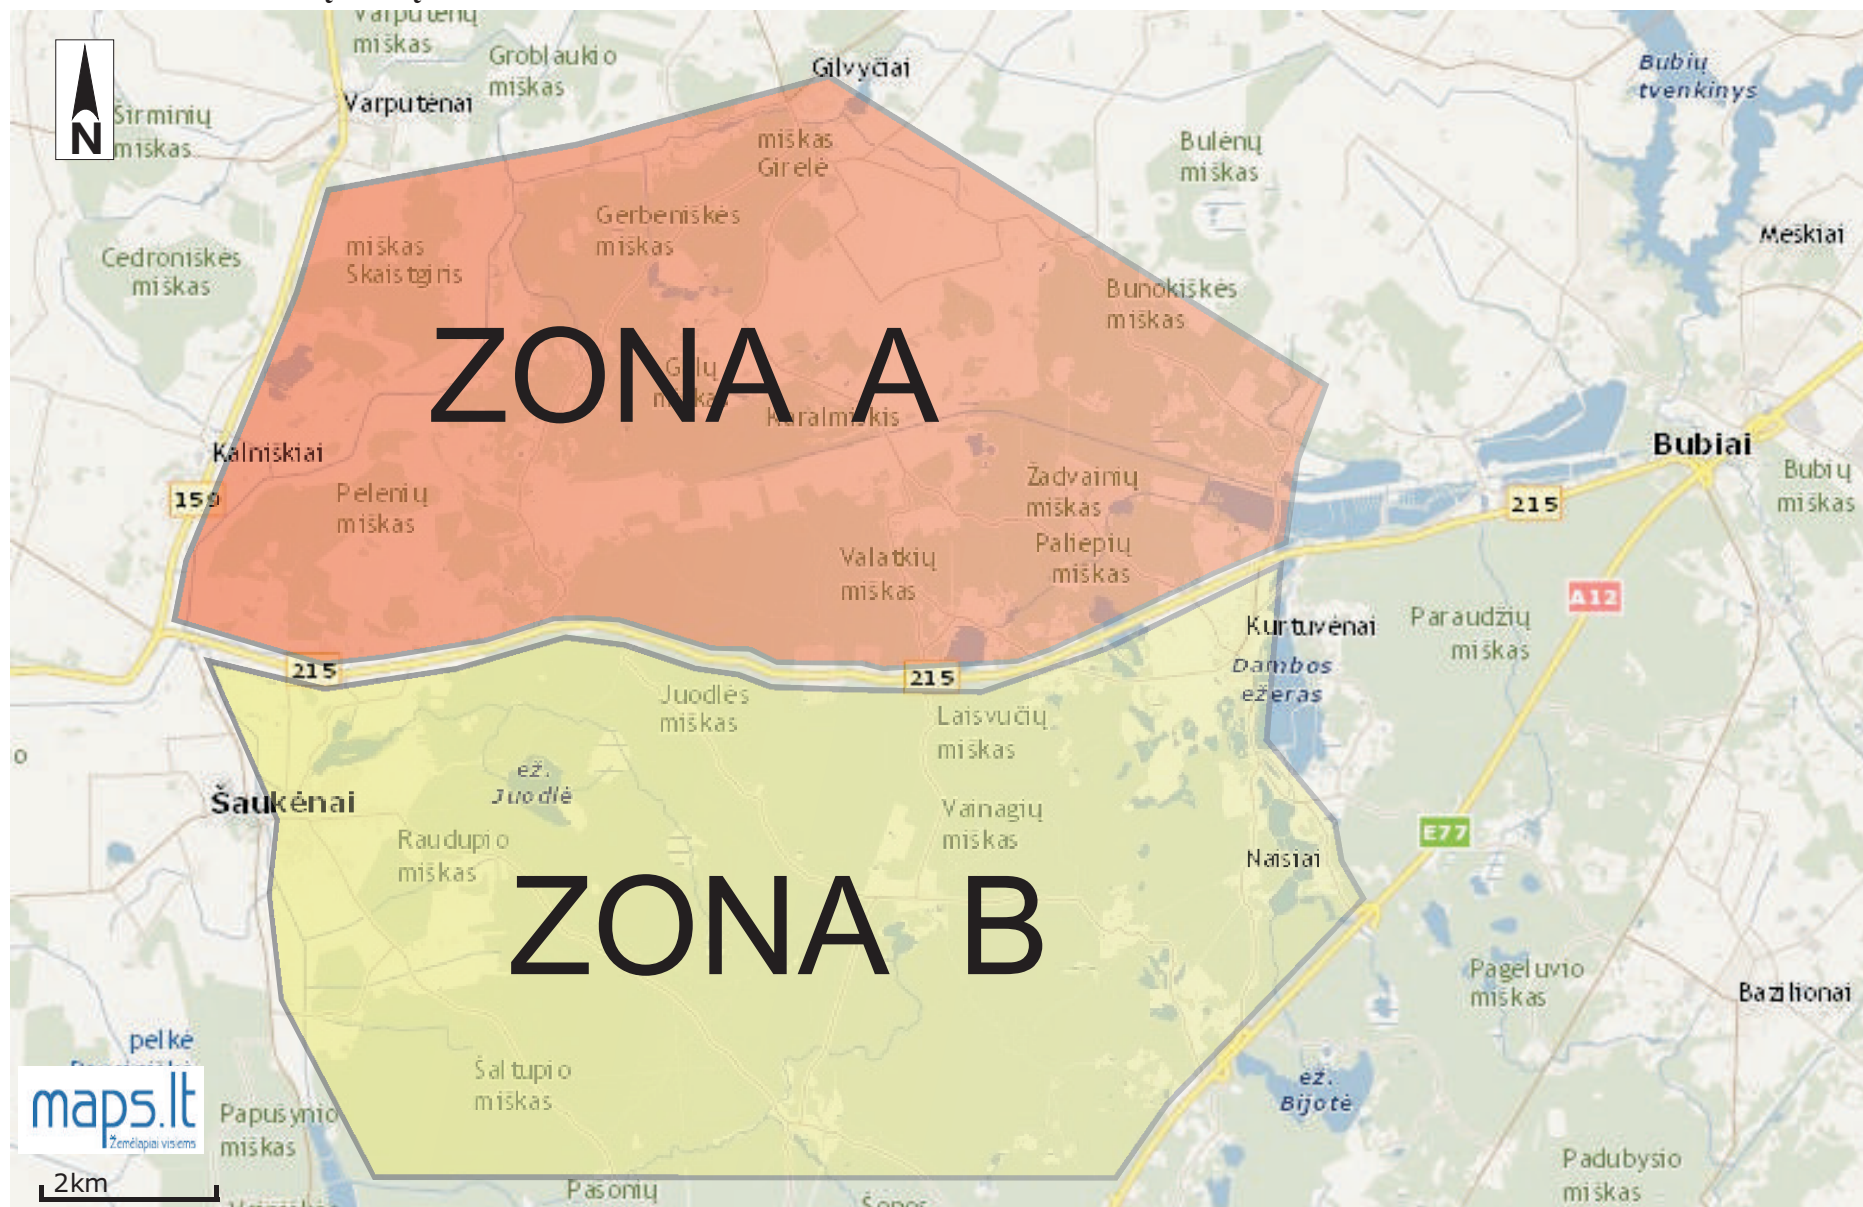 Varputėnų
miškas
Groblaukio
miškas
Gilvyčiai
Bubių
tvenkinys
Varputėnai
Širminių
miškas
N
miškas
Girelė
Bulėnų
miškas
Gerbeniškės
miškas
Meškiai
miškas
Skaistgiris
Cedroniškės
miškas
Bunokiškės
miškas
ZONA A
Karalmiškis
Kalniškiai
Bubiai
Bubių
miškas
159
Pelenių
miškas
Žadvainių
miškas
215
Paliepių
miškas
Valatkių
miškas
A12
Kurtuvėnai
Paraudžių
miškas
215
215
Dambos
ežeras
Juodlės
miškas
Laisvučių
miškas
o
ež.
Juodlė
Šaukėnai
Vainagių
miškas
Raudupio
miškas
E77
Naisiai
ZONA B
Pageluvio
miškas
Bazilionai
pelkė
Šaltupio
miškas
ež.
Bijotė
maps.lt
Žemėlapiai visiems
Papušynio
miškas
Padubysio
miškas
2km
Pašonių